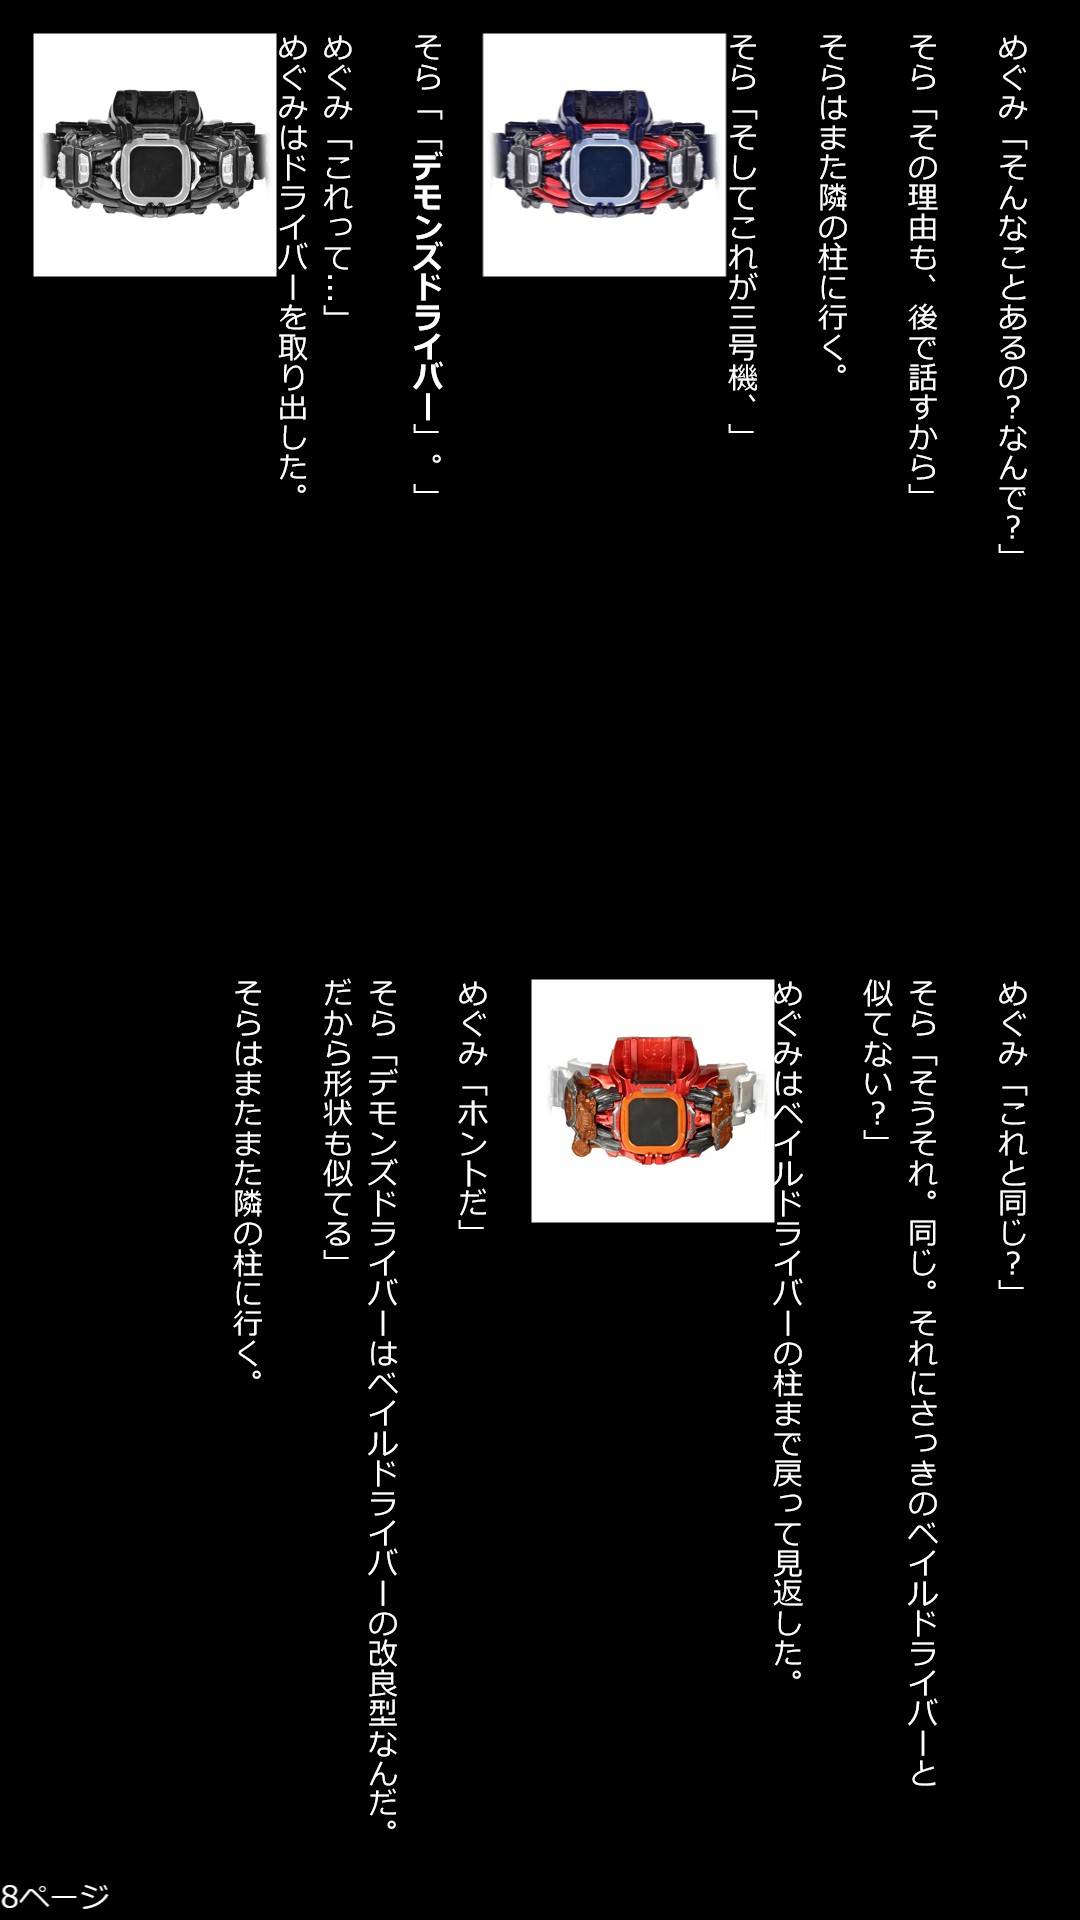 めぐみ「そんなことあるの？なんで？」
そら「その理由も、後で話すから」
そらはまた隣の柱に行く。
そら「そしてこれが三号機、」
そら「「デモンズドライバー」。」
めぐみ「これって…」
めぐみはドライバーを取り出した。
めぐみ「これと同じ？」
そら「そうそれ。同じ。それにさっきのベイルドライバーと
似てない？」
めぐみはベイルドライバーの柱まで戻って見返した。
めぐみ「ホントだ」
そら「デモンズドライバーはベイルドライバーの改良型なんだ。
だから形状も似てる」
そらはまたまた隣の柱に行く。
8ページ